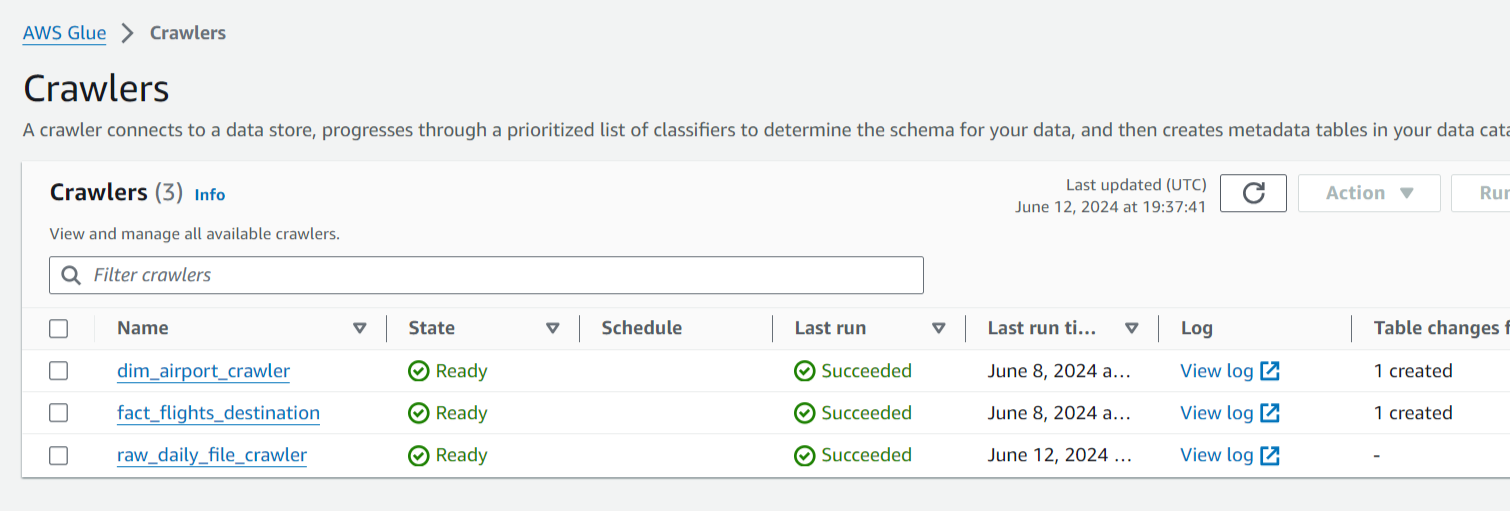 AWS Glue > Crawlers
Crawlers
A crawler connects to a data store, progresses through a prioritized list of classifiers to determine the schema for your data, and then creates metadata tables in your data
Crawlers (3) Info
Last updated (UTC)
June 12, 2024 at 19:37:41
Action
View and manage all available crawlers.
Filter crawlers
Name State Schedule Last run Last run ti... Log Table changes
dim_airport_crawler Ready Succeeded June 8, 2024 a... View log 1 created
fact_flights_destination Ready Succeeded June 8, 2024 a... View log 1 created
raw_daily_file_crawler Ready Succeeded June 12, 2024 ... View log -